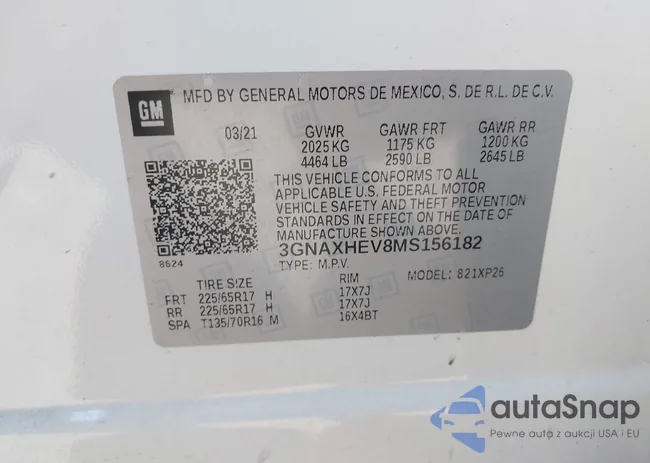 GM
MFD BY GENERAL MOTORS DE MEXICO, S. DE R.L. DE C.V.
03/21 GVWR GAWR FRT GAWR RR
2025 KG 1175 KG 1200 KG
4464 LB 2590 LB 2645 LB
THIS VEHICLE CONFORMS TO ALL
APPLICABLE U.S. FEDERAL MOTOR
VEHICLE SAFETY AND THEFT PREVENTION
STANDARDS IN EFFECT ON THE DATE OF
MANUFACTURE SHOWN ABOVE.
3GNAXHEV8MS156182
8624
TYPE: M.P.V. MODEL: 821XP26
TIRE SIZE RIM
FRT 225/65R17 H 17X7J
RR 225/65R17 H 17X7J
SPA T135/70R16 M 16X4BT
autaSnap
Pewne auta z aukcji USA i EU